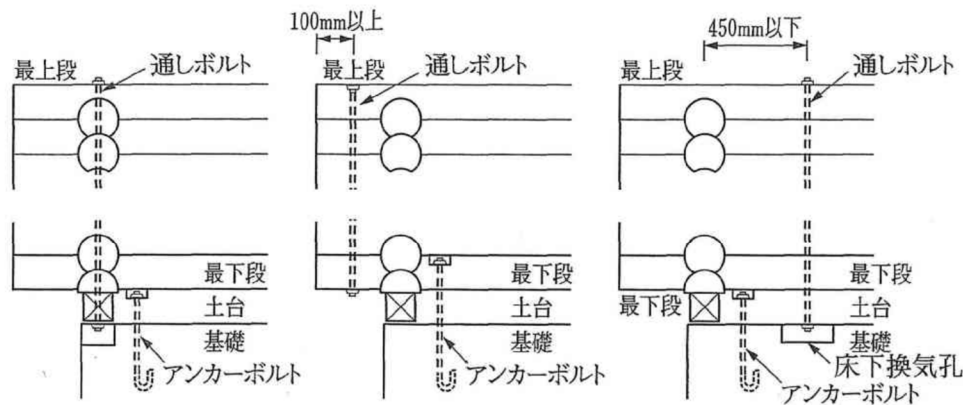 最上段
通しボルト
最下段
土台
基礎
アンカーボルト
100mm以上
最上段
通しボルト
最下段
土台
基礎
アンカーボルト
450mm以下
最上段
通しボルト
最下段
最下段
土台
基礎
床下換気孔
アンカーボルト